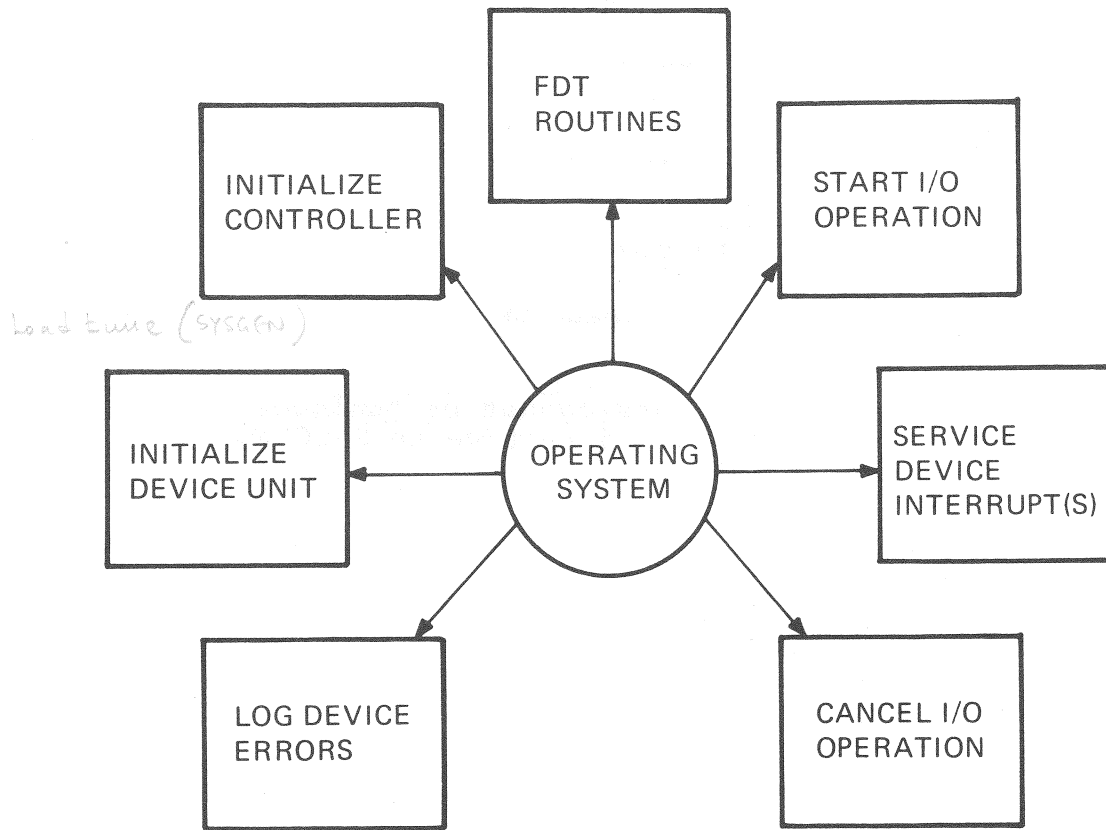 FDT
ROUTINES
INITIALIZE
CONTROLLER
START I/O
OPERATION
Load time (SYSGEN)
INITIALIZE
DEVICE UNIT
OPERATING
SYSTEM
SERVICE
DEVICE
INTERRUPT(S)
LOG DEVICE
ERRORS
CANCEL I/O
OPERATION